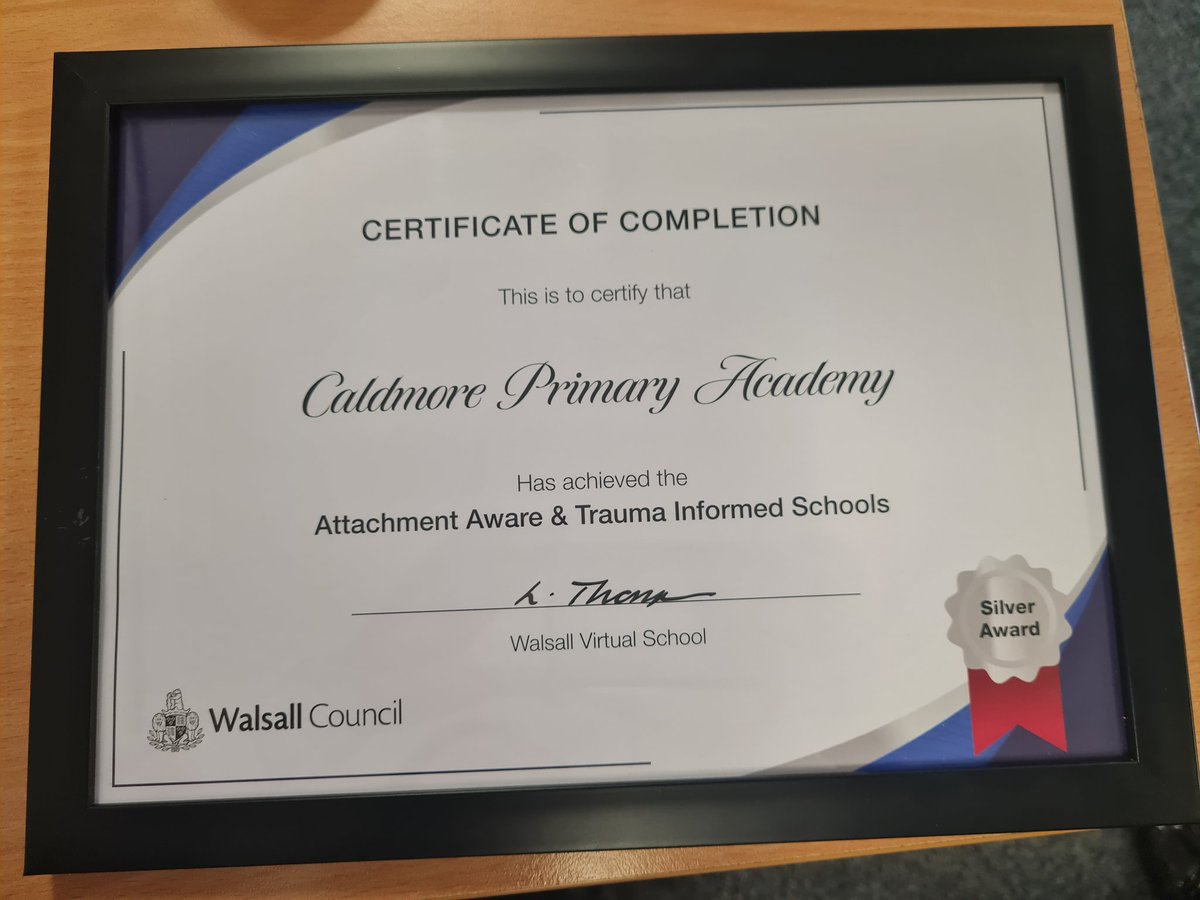 CERTIFICATE OF COMPLETION
This is to certify that
Caldmore Primary Academy
Has achieved the
Attachment Aware & Trauma Informed Schools
Walsall Virtual School
Silver
Award
Walsall Council